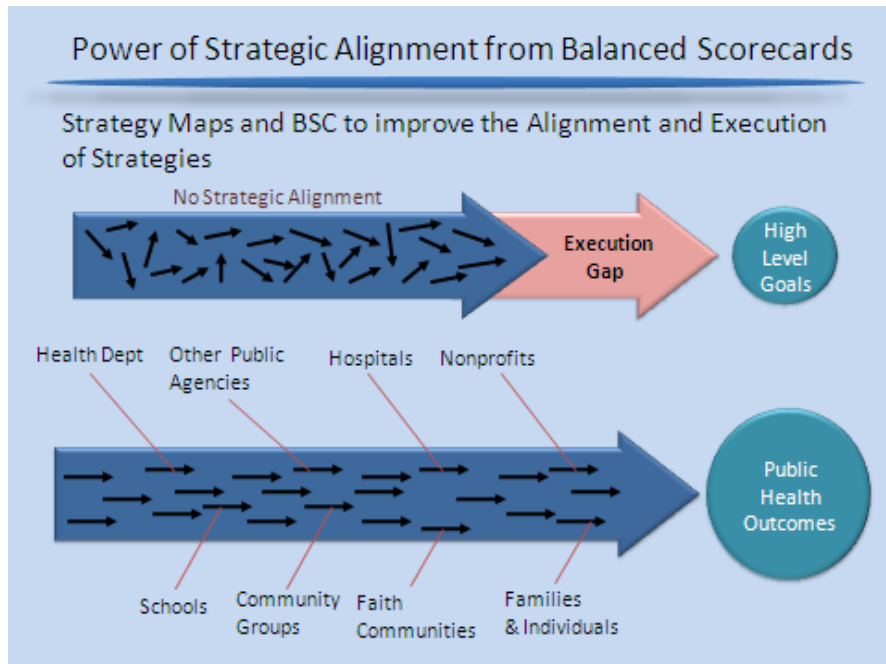 Power of Strategic Alignment from Balanced Scorecards
Strategy Maps and BSC to improve the Alignment and Execution
of Strategies
No Strategic Alignment
Execution
Gap
High
Level
Goals
Health Dept
Other Public
Agencies
Hospitals
Nonprofits
Public
Health
Outcomes
Schools
Community
Groups
Faith
Communities
Families
& Individuals